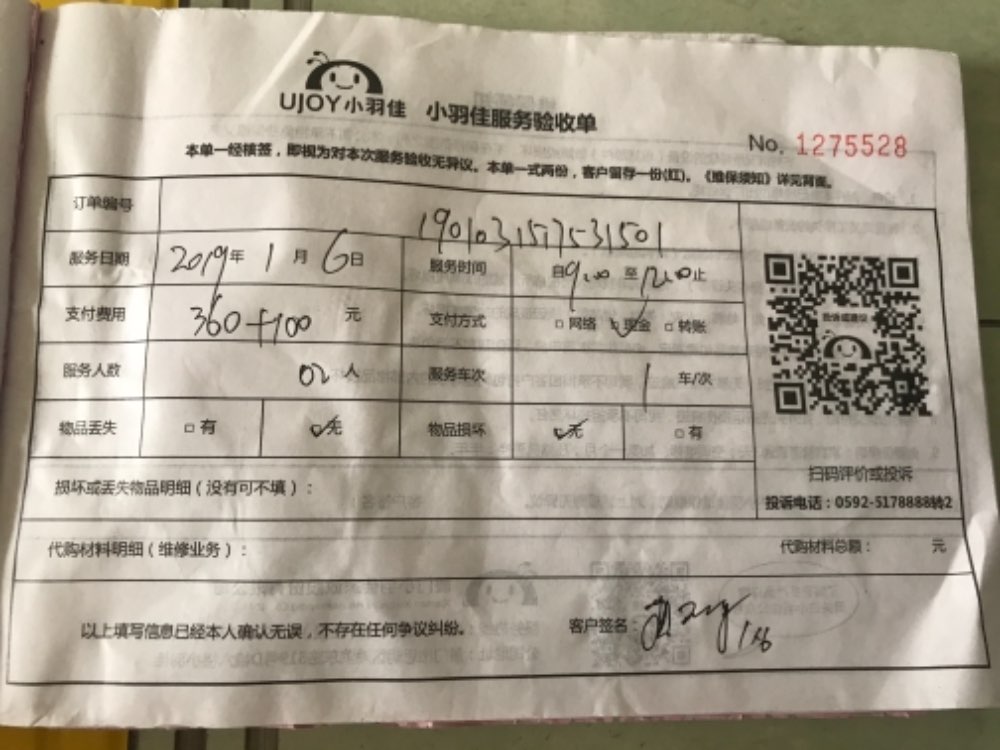 UJOY小羽佳 小羽佳服务验收单
No. 1275528
本单一经核签，即视为对本次服务验收无异议。本单一式两份，客户留存一份(红)。《维保须知》详见背面。
订单编号 190103157531501
服务日期 2019年 1 月 6日 服务时间 自9:00 至12:00止
支付费用 360+100 元 支付方式 □网络 ☑现金 □转账
服务人数 02 人 服务车次 1 车/次
物品丢失 □有 ☑无 物品损坏 ☑无 □有
投诉或建议
扫码评价或投诉
投诉电话：0592-5178888转2
损坏或丢失物品明细（没有可不填）：
代购材料明细（维修业务）： 代购材料总额： 元
以上填写信息已经本人确认无误，不存在任何争议纠纷。 客户签名： 1/6